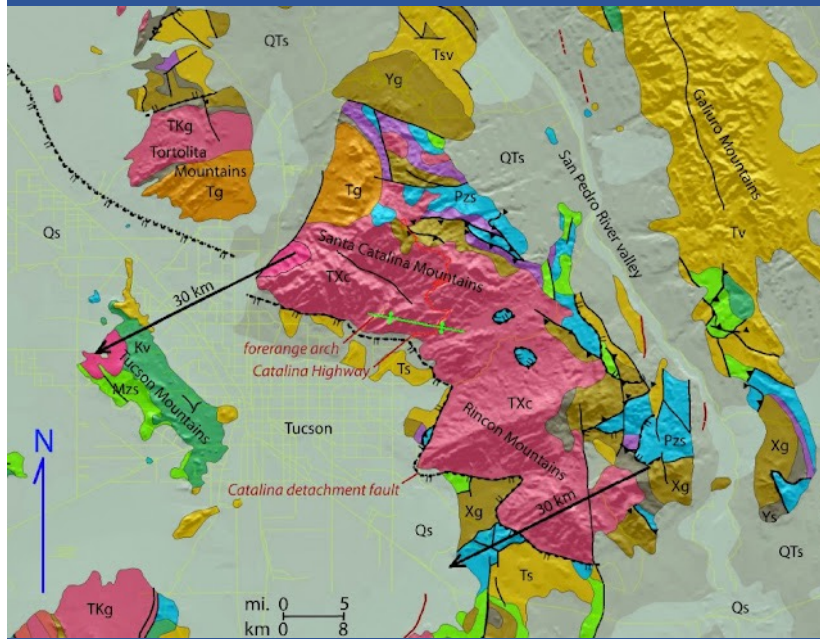 QTs
Tsv
Yg
TKg
Tortolita
Mountains
Tg
Tg
Pzs
QTs
San Pedro River valley
Galiuro Mountains
Tv
Qs
Santa Catalina Mountains
TXc
30 km
forerange arch
Catalina Highway
Kv
Tucson Mountains
Mzs
Ts
Tucson
TXc
Rincon Mountains
Pzs
Catalina detachment fault
N
Xg
30 km
Xg
Xg
Ys
Qs
QTs
Ts
TKg
mi. 0 5
km 0 8
Qs